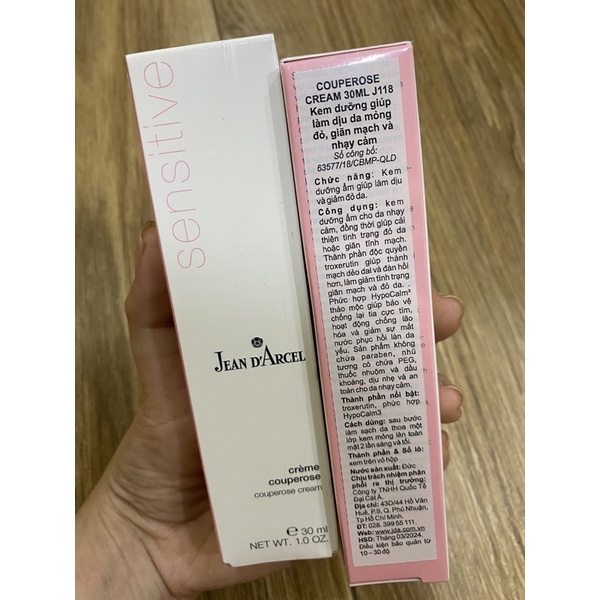 sensitive
JEAN D'ARCEL
crème
couperose
couperose cream
℮ 30 ml
NET WT. 1.0 OZ.
COUPEROSE
CREAM 30ML J118
Kem dưỡng giúp
làm dịu da mỏng
đỏ, giãn mạch và
nhạy cảm
Số công bố:
63577/18/CBMP-QLD
Chức năng: Kem
dưỡng ẩm giúp làm dịu
và giảm đỏ da.
Công dụng: kem
dưỡng ẩm cho da nhạy
cảm, đồng thời giúp cải
thiện tình trạng đỏ da
hoặc giãn tĩnh mạch.
Thành phần độc quyền
troxerutin giúp thành
mạch dẻo dai và đàn hồi
hơn, làm giảm tình trạng
giãn mạch và đỏ da.
Phức hợp HypoCalm³
thảo mộc giúp bảo vệ
chống lại tia cực tím,
hoạt động chống lão
hóa và giảm sự mất
nước phục hồi làn da
yếu. Sản phẩm không
chứa paraben, nhũ
tương có chứa PEG,
thuốc nhuộm và dầu
khoáng, dịu nhẹ và an
toàn cho da nhạy cảm.
Thành phần nổi bật:
troxerutin, phức hợp
HypoCalm3
Cách dùng: sau bước
làm sạch da thoa một
lớp kem mỏng lên toàn
mặt 2 lần sáng và tối.
Thành phần & Số lô:
xem trên vỏ hộp
Nước sản xuất: Đức
Chịu trách nhiệm phân
phối ra thị trường:
Công ty TNHH Quốc Tế
Đại Cát Á.
Địa chỉ: 43D/44 Hồ Văn
Huê, P.9, Q. Phú Nhuận,
Tp Hồ Chí Minh.
ĐT: 028. 399 55 111.
Website: www.jda.com.vn
HSD: Tháng 03/2024.
Điều kiện bảo quản từ
10–30 độ